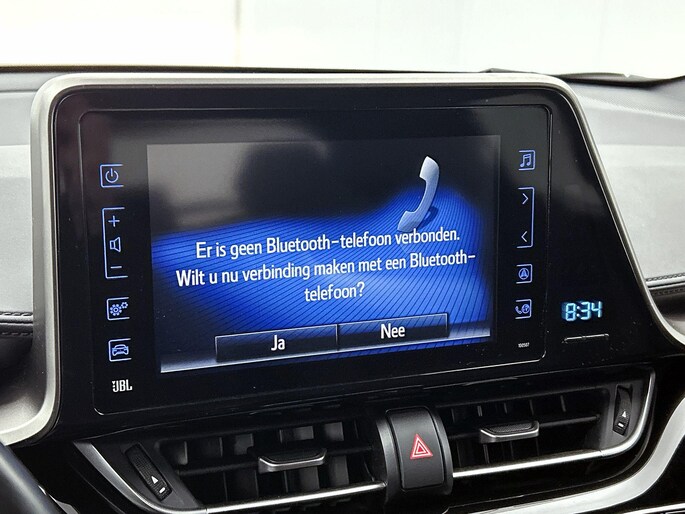 Er is geen Bluetooth-telefoon verbonden.
Wilt u nu verbinding maken met een Bluetooth-
telefoon?
Ja
Nee
8:34
JBL
100507